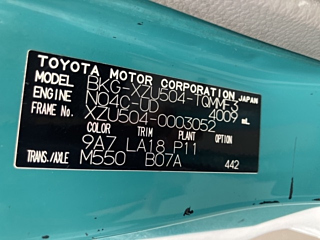 TOYOTA MOTOR CORPORATION JAPAN
MODEL BKG-XZU504-TQMMF3
ENGINE N04C-UD 4009 mL
FRAME No. XZU504-0003052
COLOR TRIM PLANT OPTION
9A7 LA18 P11
TRANS./AXLE M550 B07A 442